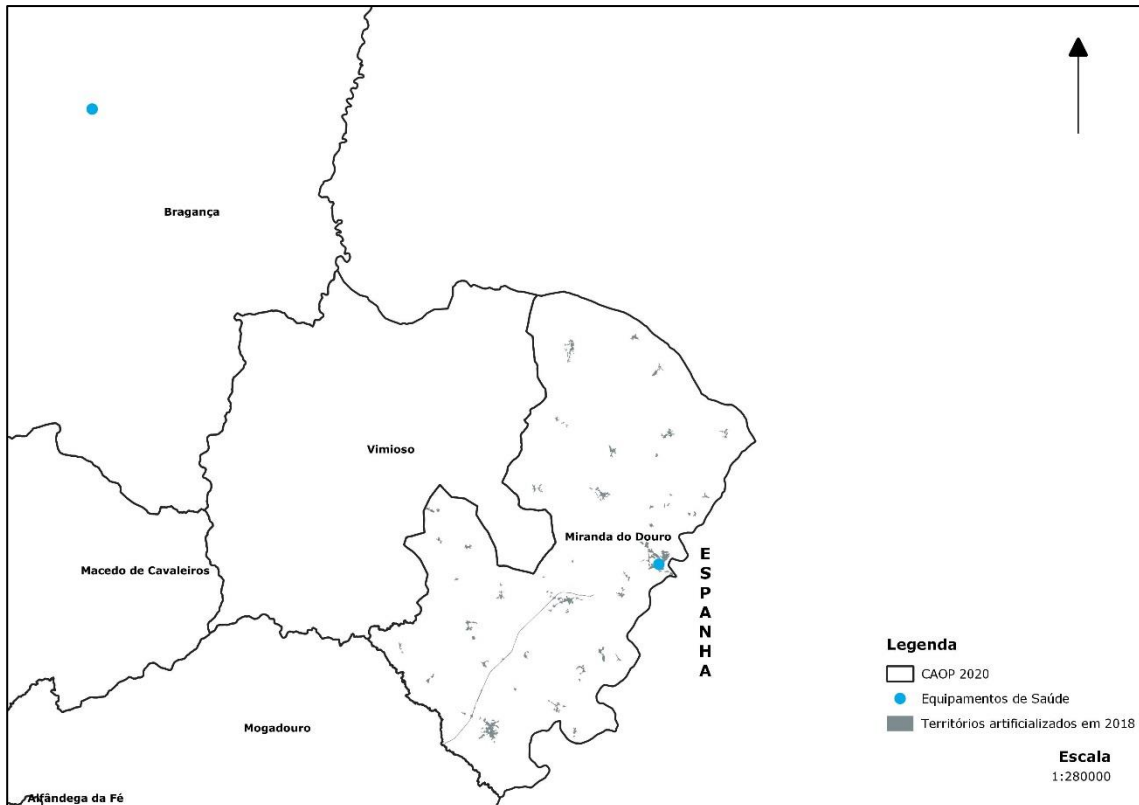 Bragança
Vimioso
Miranda do Douro
Macedo de Cavaleiros
ESPANHA
Mogadouro
Alfândega da Fé
Legenda
CAOP 2020
Equipamentos de Saúde
Territórios artificializados em 2018
Escala
1:280000